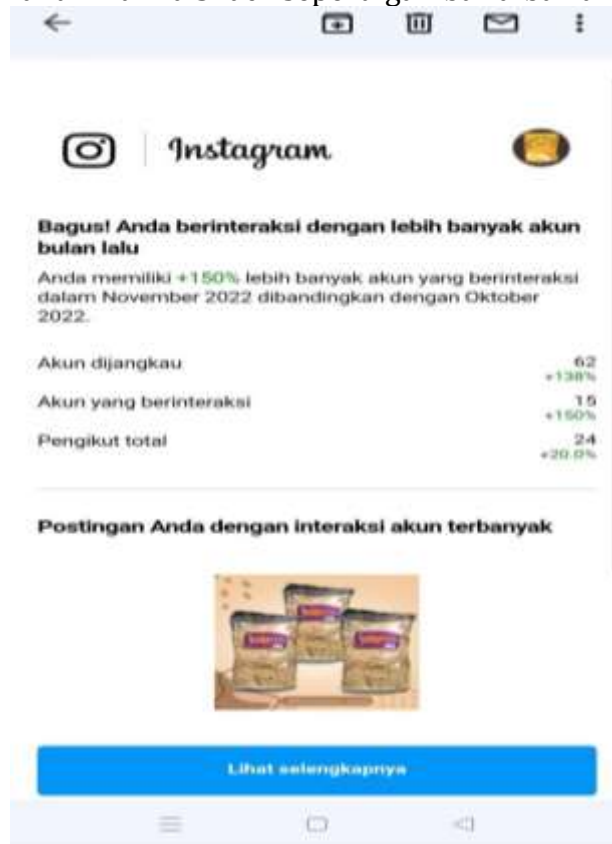 Instagram
Bagus! Anda berinteraksi dengan lebih banyak akun
bulan lalu
Anda memiliki +150% lebih banyak akun yang berinteraksi
dalam November 2022 dibandingkan dengan Oktober
2022.
Akun dijangkau 62
+138%
Akun yang berinteraksi 15
+150%
Pengikut total 24
+20.0%
Postingan Anda dengan interaksi akun terbanyak
Lihat selengkapnya